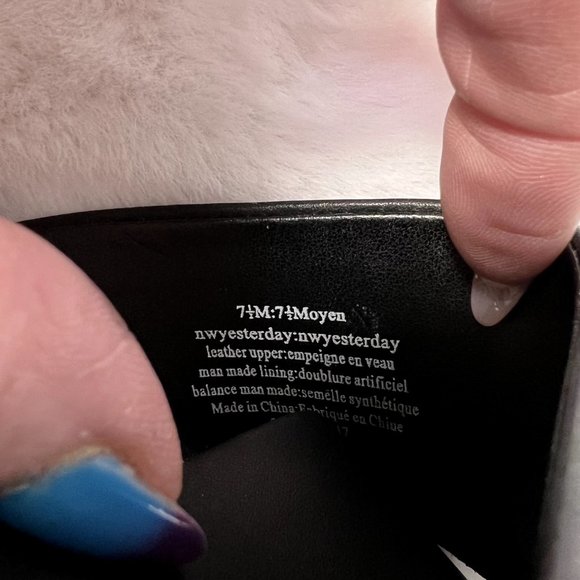 7½M:7½Moyen
nwyesterday:nwyesterday
leather upper:empeigne en veau
man made lining:doublure artificiel
balance man made:semelle synthétique
Made in China:Fabriqué en Chine
17